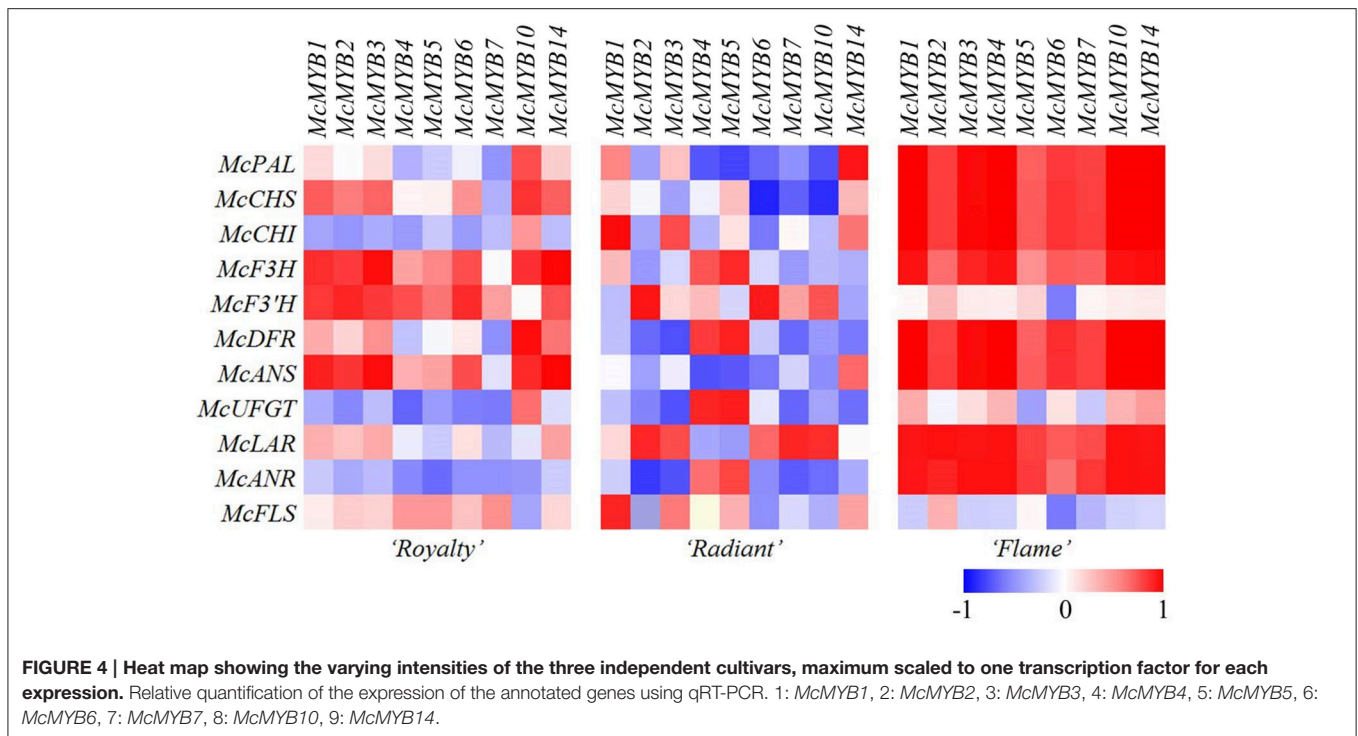 McMYB1 McMYB2 McMYB3 McMYB4 McMYB5 McMYB6 McMYB7 McMYB10 McMYB14 McMYB1 McMYB2 McMYB3 McMYB4 McMYB5 McMYB6 McMYB7 McMYB10 McMYB14 McMYB1 McMYB2 McMYB3 McMYB4 McMYB5 McMYB6 McMYB7 McMYB10 McMYB14
McPAL
McCHS
McCHI
McF3H
McF3'H
McDFR
McANS
McUFGT
McLAR
McANR
McFLS
‘Royalty’ ‘Radiant’ ‘Flame’
-1 0 1
FIGURE 4 | Heat map showing the varying intensities of the three independent cultivars, maximum scaled to one transcription factor for each
expression. Relative quantification of the expression of the annotated genes using qRT-PCR. 1: McMYB1, 2: McMYB2, 3: McMYB3, 4: McMYB4, 5: McMYB5, 6:
McMYB6, 7: McMYB7, 8: McMYB10, 9: McMYB14.